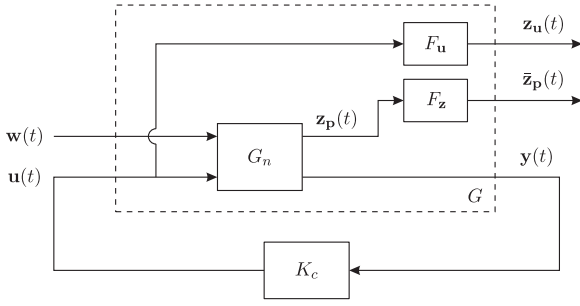 z_u(t)
F_u
z̄_p(t)
F_z
z_p(t)
w(t)
G_n
y(t)
u(t)
G
K_c